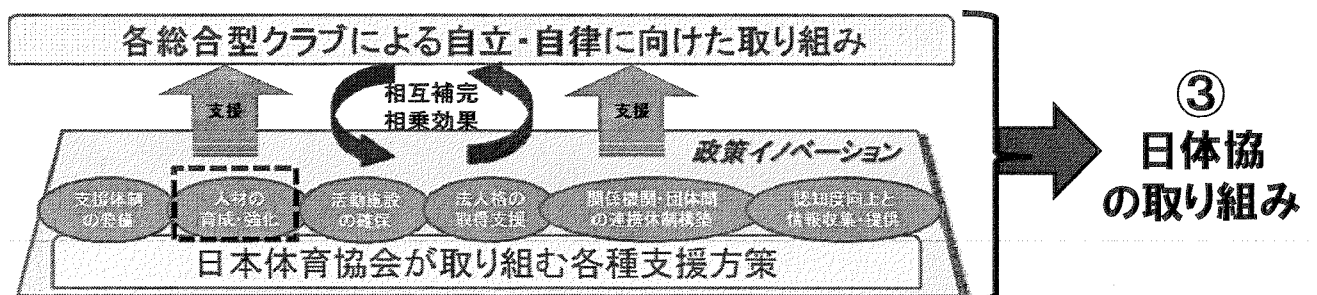 各総合型クラブによる自立・自律に向けた取り組み
支援
相互補完
相乗効果
支援
政策イノベーション
支援体制
の整備
人材の
育成・強化
活動施設
の確保
法人格の
取得支援
関係機関・団体間
の連携体制構築
認知度向上と
情報収集・提供
日本体育協会が取り組む各種支援方策
③
日体協
の取り組み